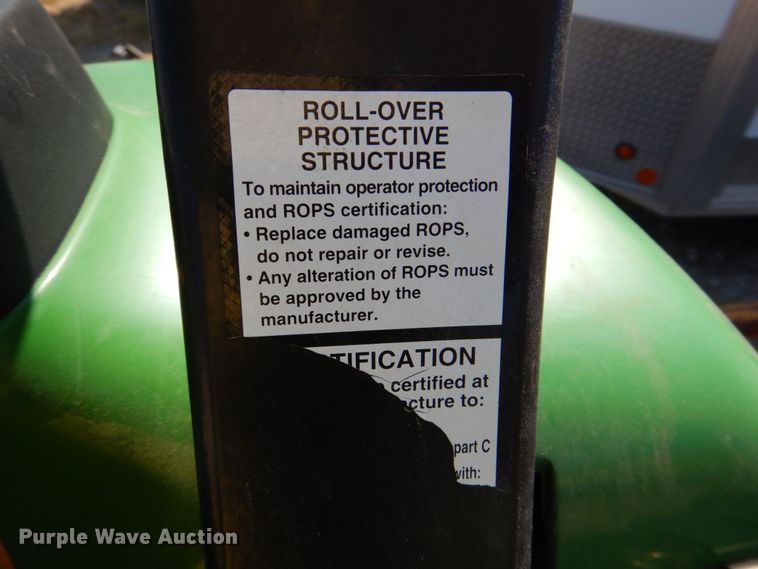 ROLL-OVER
PROTECTIVE
STRUCTURE
To maintain operator protection
and ROPS certification:
• Replace damaged ROPS,
do not repair or revise.
• Any alteration of ROPS must
be approved by the
manufacturer.
TIFICATION
certified at
cture to:
part C
with:
Purple Wave Auction